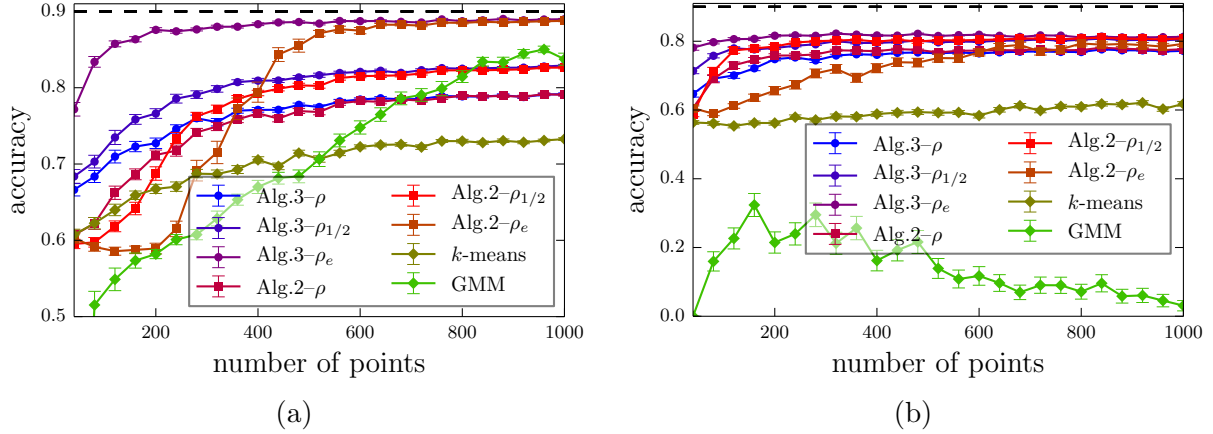 0.9
0.8
0.7
0.6
0.5
accuracy
200
400
600
800
1000
number of points
Alg.3–ρ
Alg.3–ρ1/2
Alg.3–ρe
Alg.2–ρ
Alg.2–ρ1/2
Alg.2–ρe
k-means
GMM
(a)
0.8
0.6
0.4
0.2
0.0
accuracy
200
400
600
800
1000
number of points
Alg.3–ρ
Alg.3–ρ1/2
Alg.3–ρe
Alg.2–ρ
Alg.2–ρ1/2
Alg.2–ρe
k-means
GMM
(b)